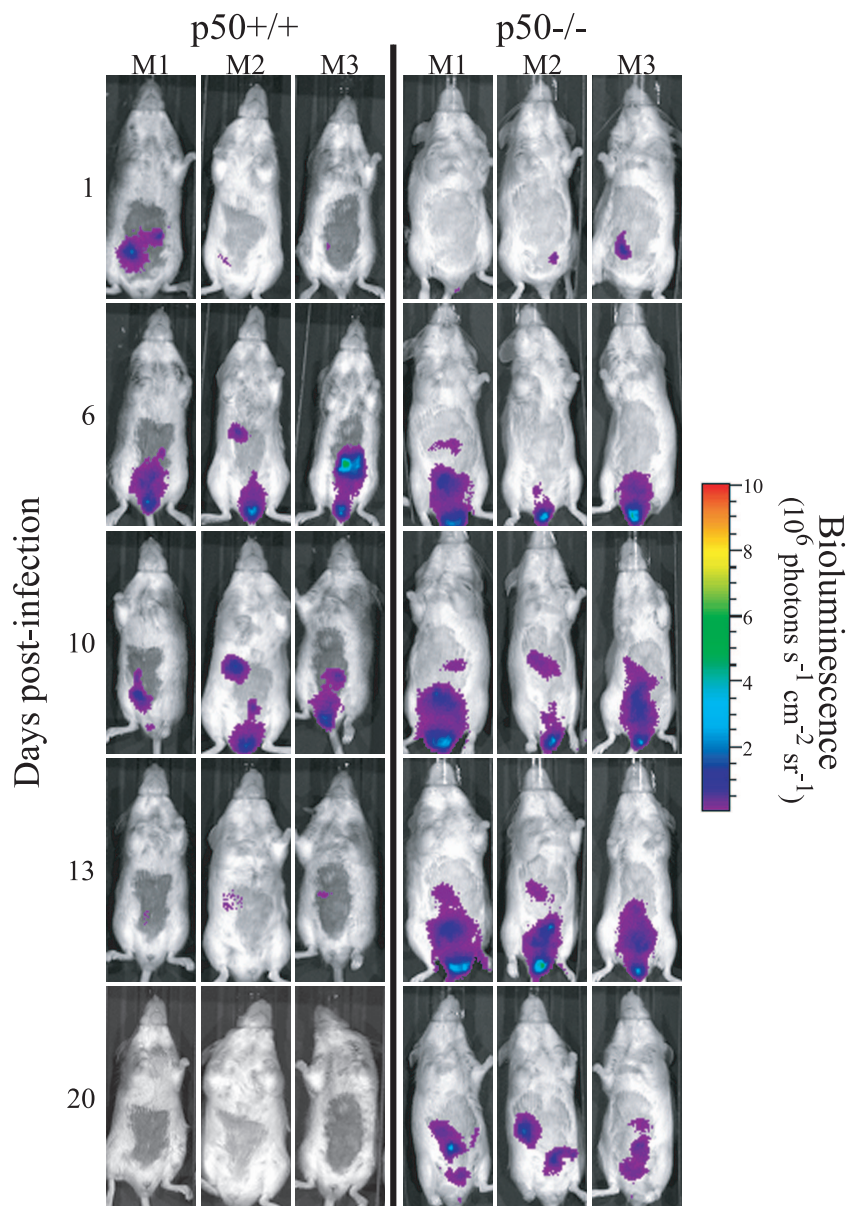 p50+/+
p50-/-
M1 M2 M3 M1 M2 M3
1
6
10
13
20
Days post-infection
10
8
6
4
2
Bioluminescence
(10⁶ photons s⁻¹ cm⁻² sr⁻¹)